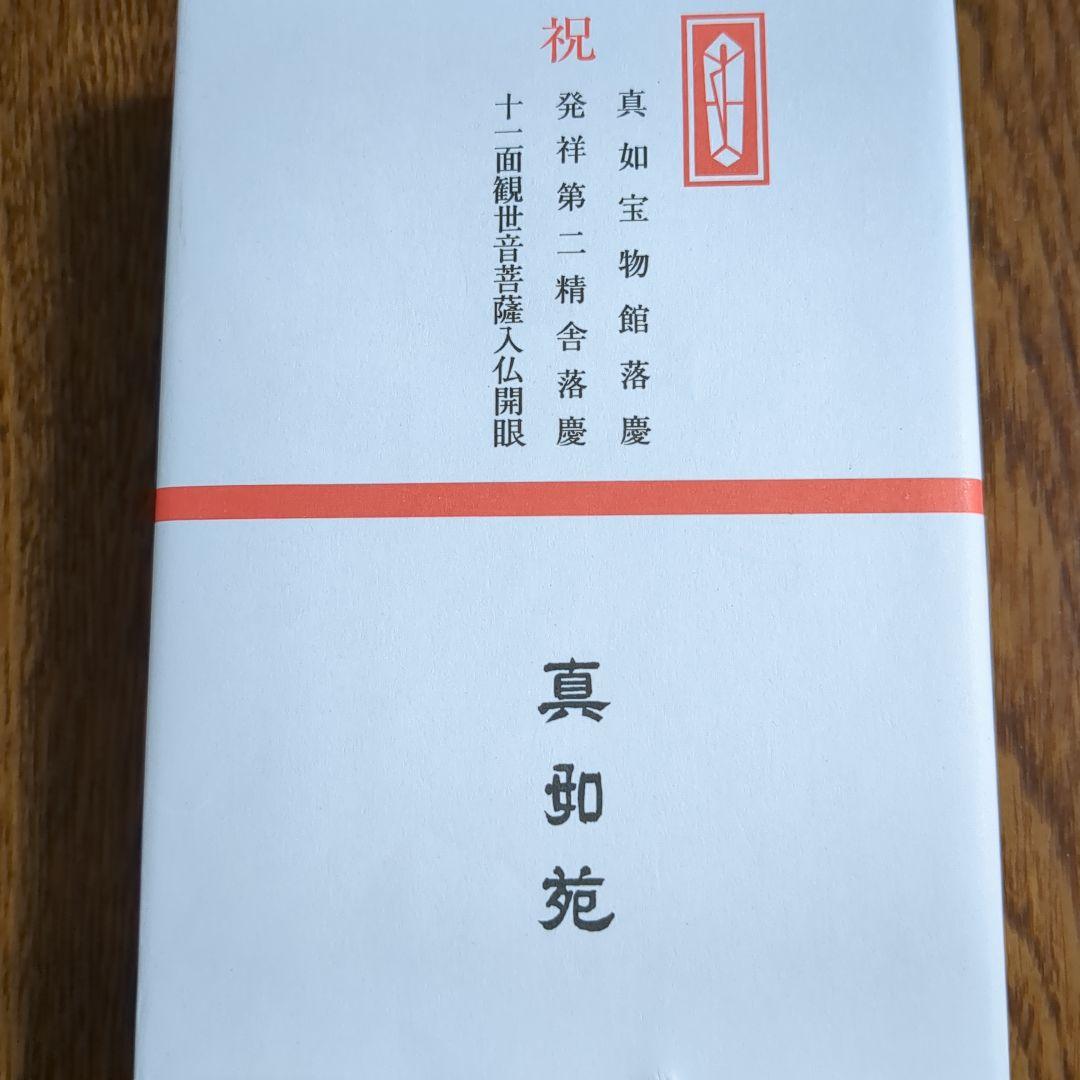 祝
真如宝物館落慶
発祥第二精舎落慶
十一面観世音菩薩入仏開眼
真如苑